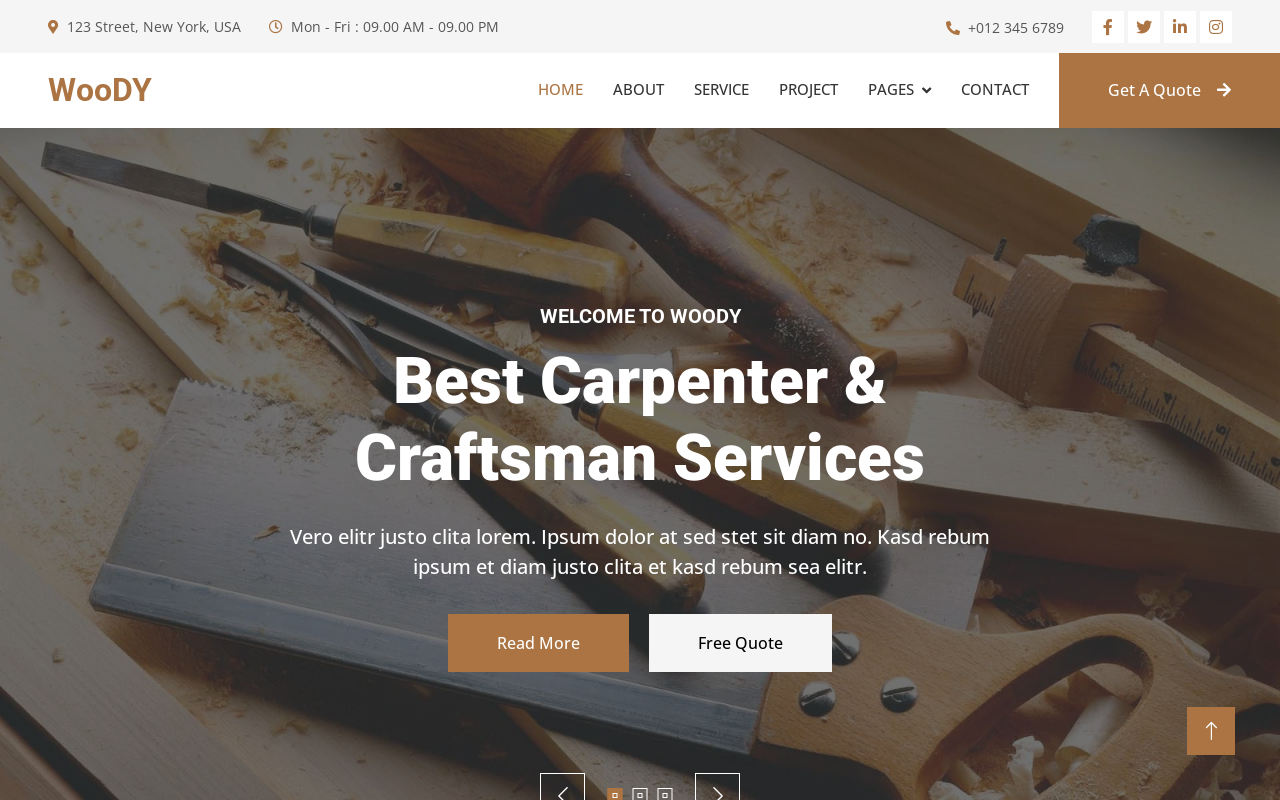 123 Street, New York, USA
Mon - Fri : 09.00 AM - 09.00 PM
+012 345 6789
WooDY
HOME
ABOUT
SERVICE
PROJECT
PAGES
CONTACT
Get A Quote
WELCOME TO WOODY
Best Carpenter &
Craftsman Services
Vero elitr justo clita lorem. Ipsum dolor at sed stet sit diam no. Kasd rebum
ipsum et diam justo clita et kasd rebum sea elitr.
Read More
Free Quote